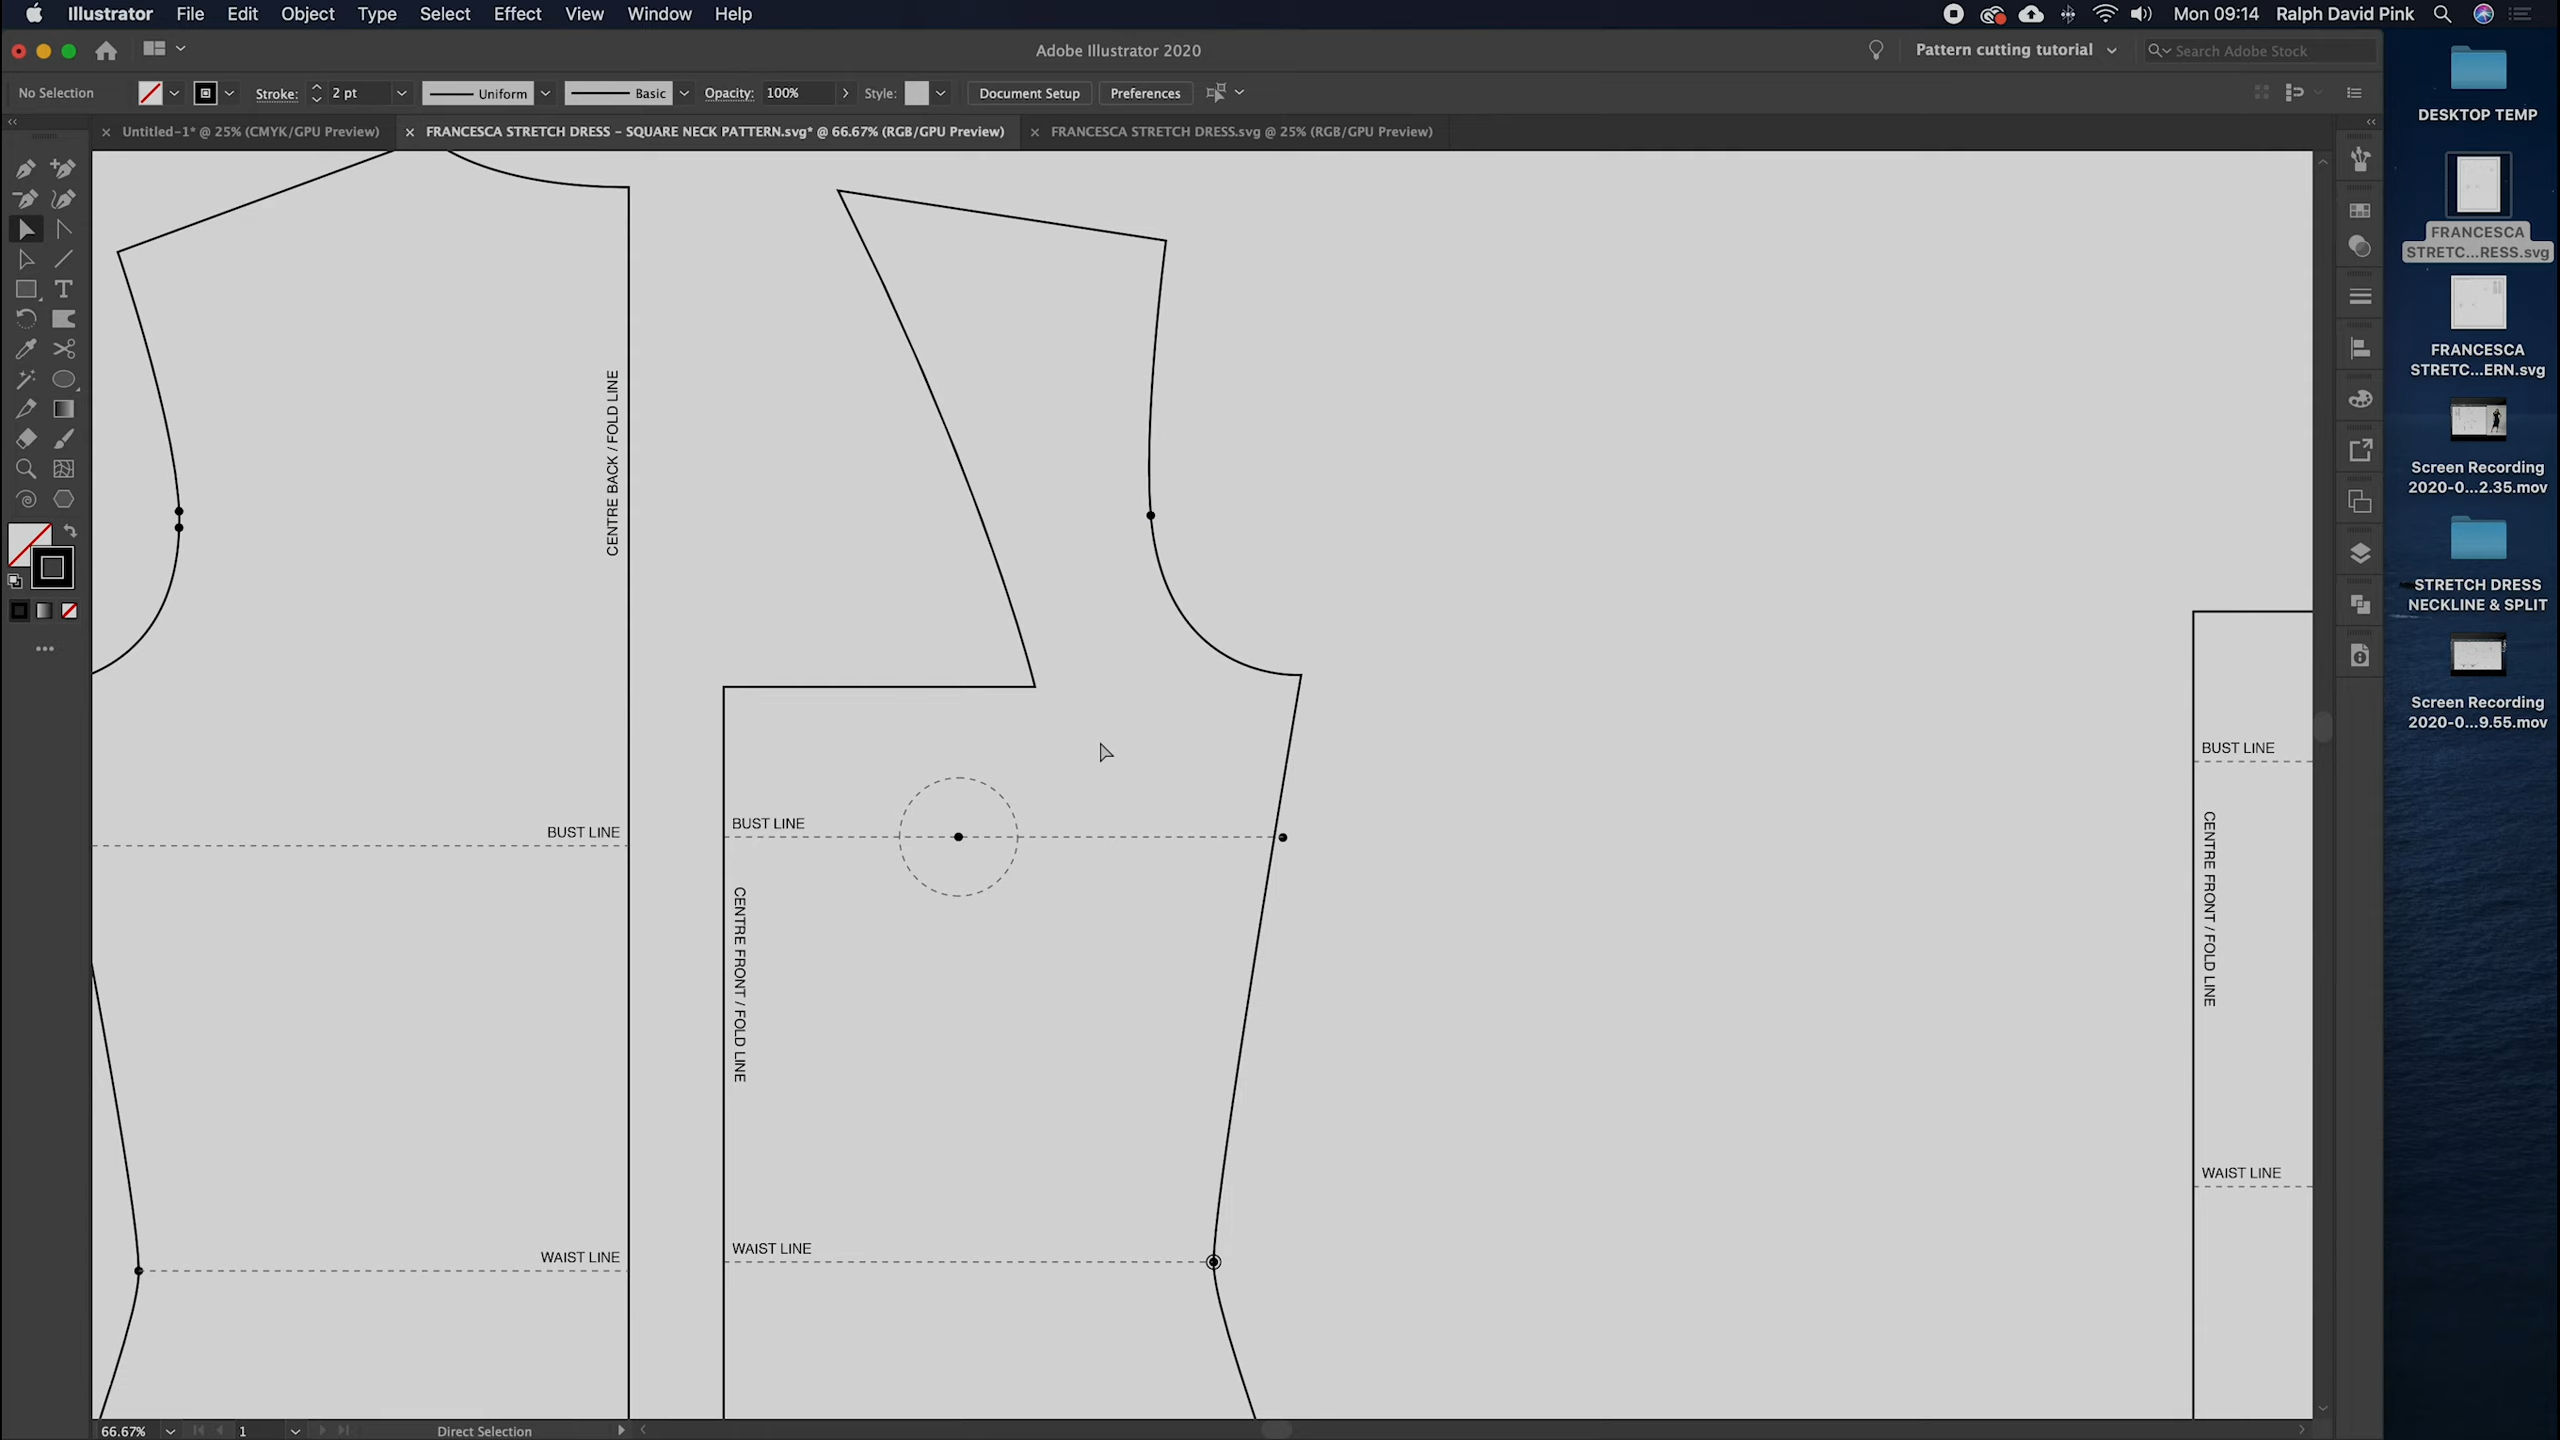 Illustrator File Edit Select Type Object Effect View Window Help
Mon 09:14 Ralph David Pink
Adobe Illustrator 2020
Pattern cutting tutorial
Search Adobe Stock
No Selection
Stroke: 2 pt
Uniform
Basic
Opacity: 100%
Style:
Document Setup
Preferences
Untitled-1* @ 25% (CMYK/GPU Preview)
FRANCESCA STRETCH DRESS – SQUARE NECK PATTERN.svg* @ 66.67% (RGB/GPU Preview)
FRANCESCA STRETCH DRESS.svg @ 25% (RGB/GPU Preview)
CENTRE BACK / FOLD LINE
BUST LINE
WAIST LINE
BUST LINE
CENTRE FRONT / FOLD LINE
WAIST LINE
BUST LINE
CENTRE FRONT / FOLD LINE
WAIST LINE
DESKTOP TEMP
FRANCESCA
STRETC...RESS.svg
FRANCESCA
STRETC...ERN.svg
Screen Recording
2020-0...2.35.mov
STRETCH DRESS
NECKLINE & SPLIT
Screen Recording
2020-0...9.55.mov
66.67%
1
Direct Selection